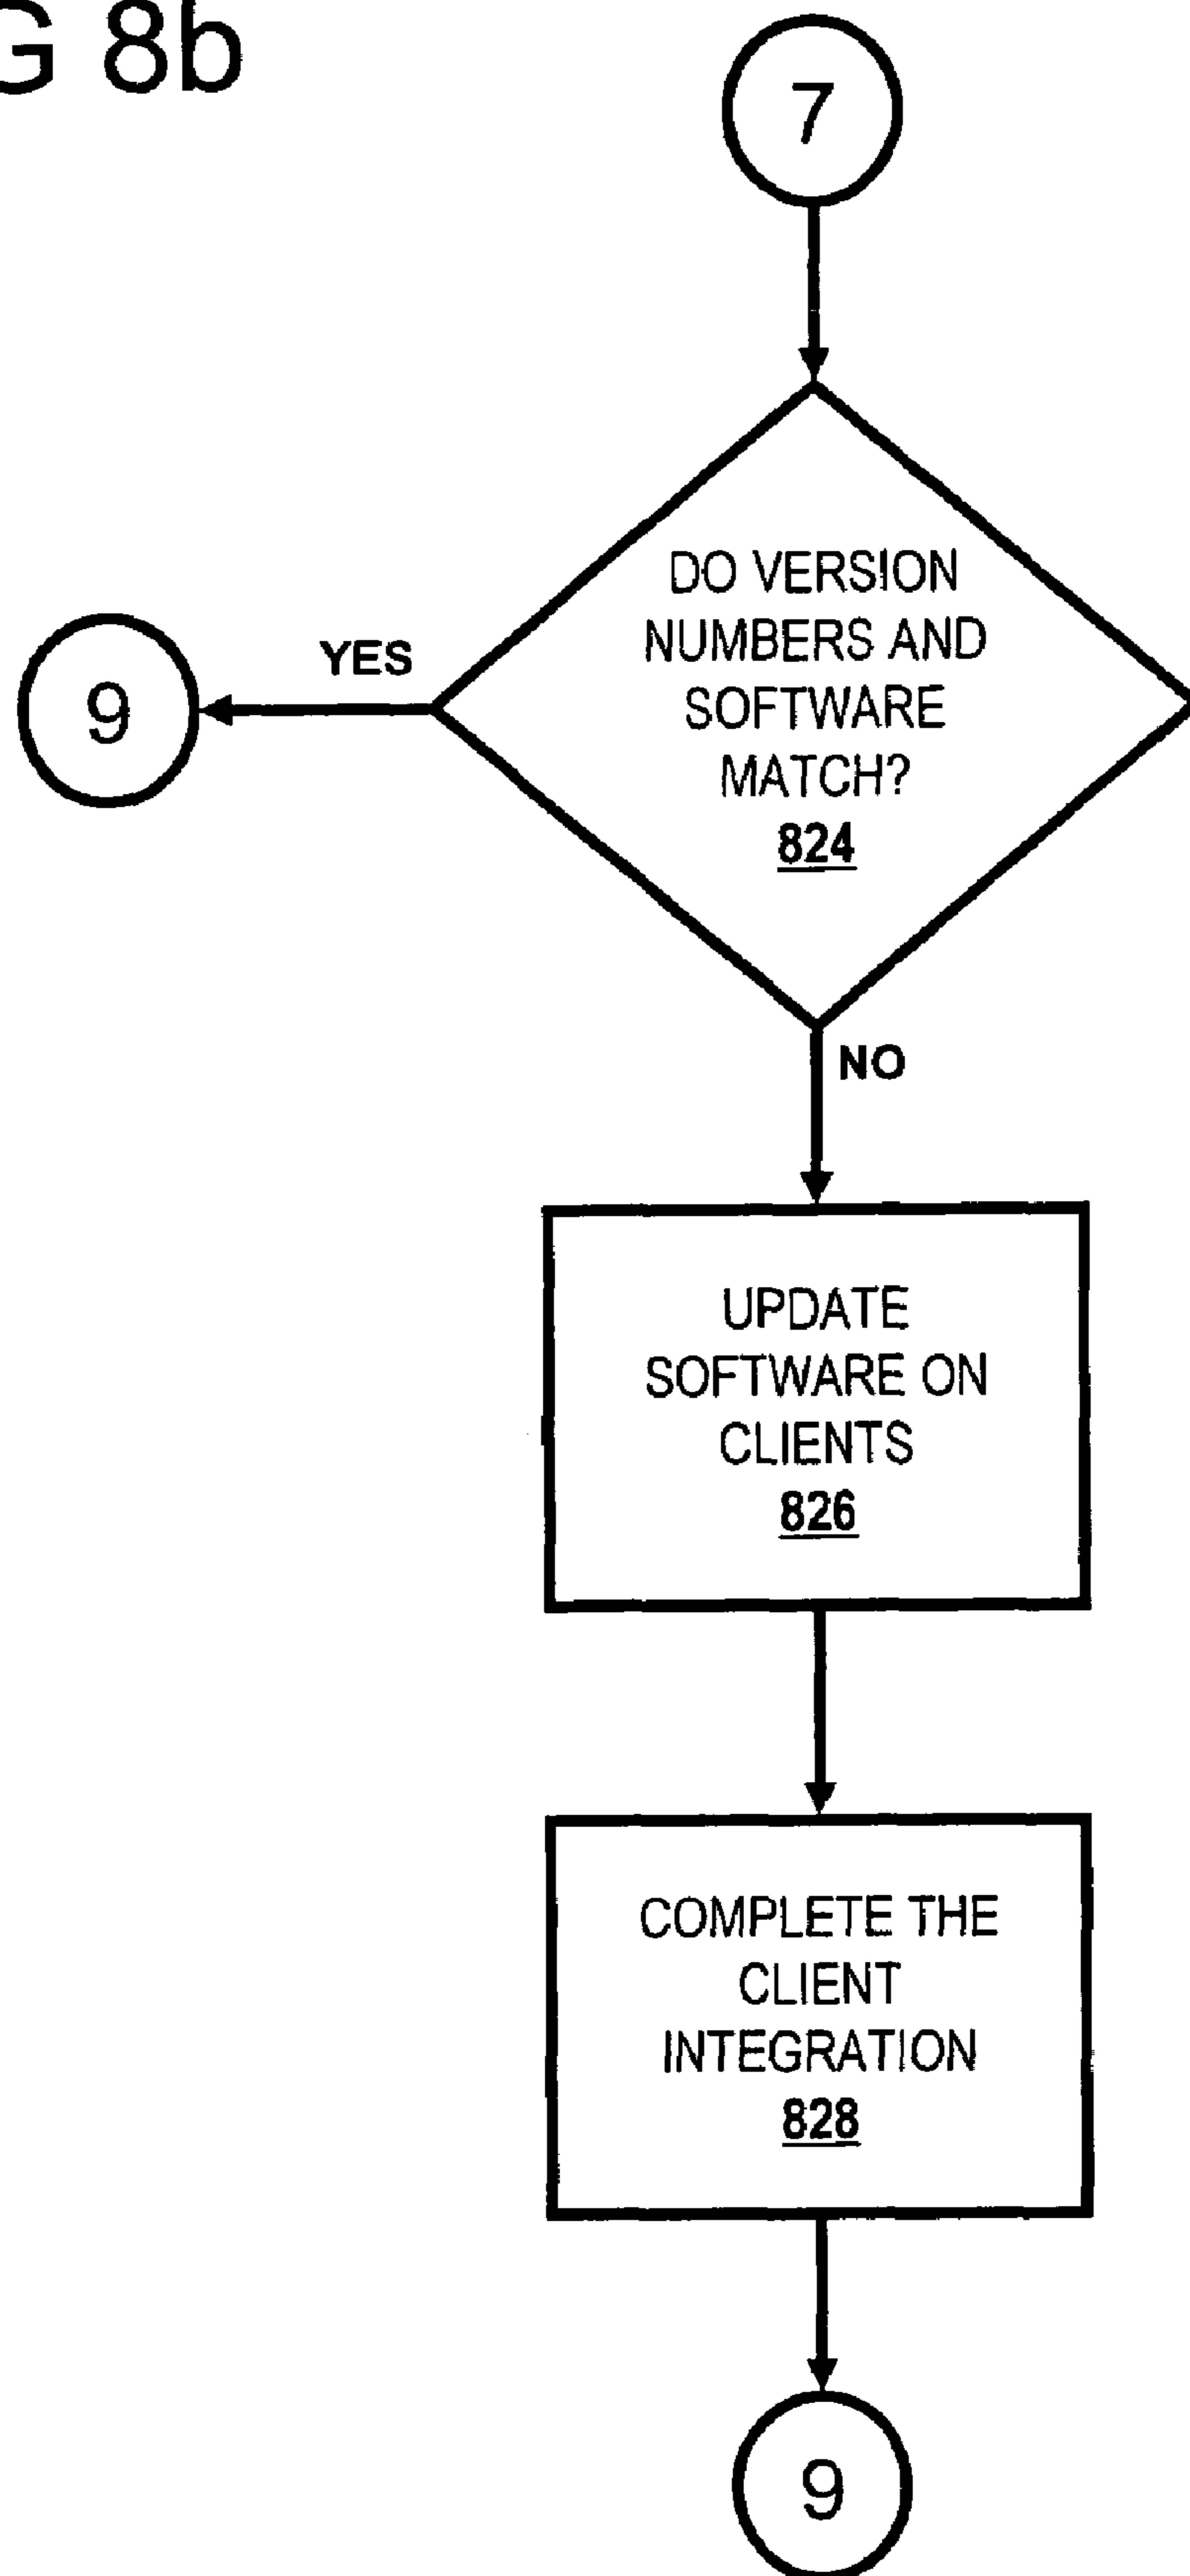 G 8b
7
DO VERSION
NUMBERS AND
SOFTWARE
MATCH?
824
YES
9
NO
UPDATE
SOFTWARE ON
CLIENTS
826
COMPLETE THE
CLIENT
INTEGRATION
828
9